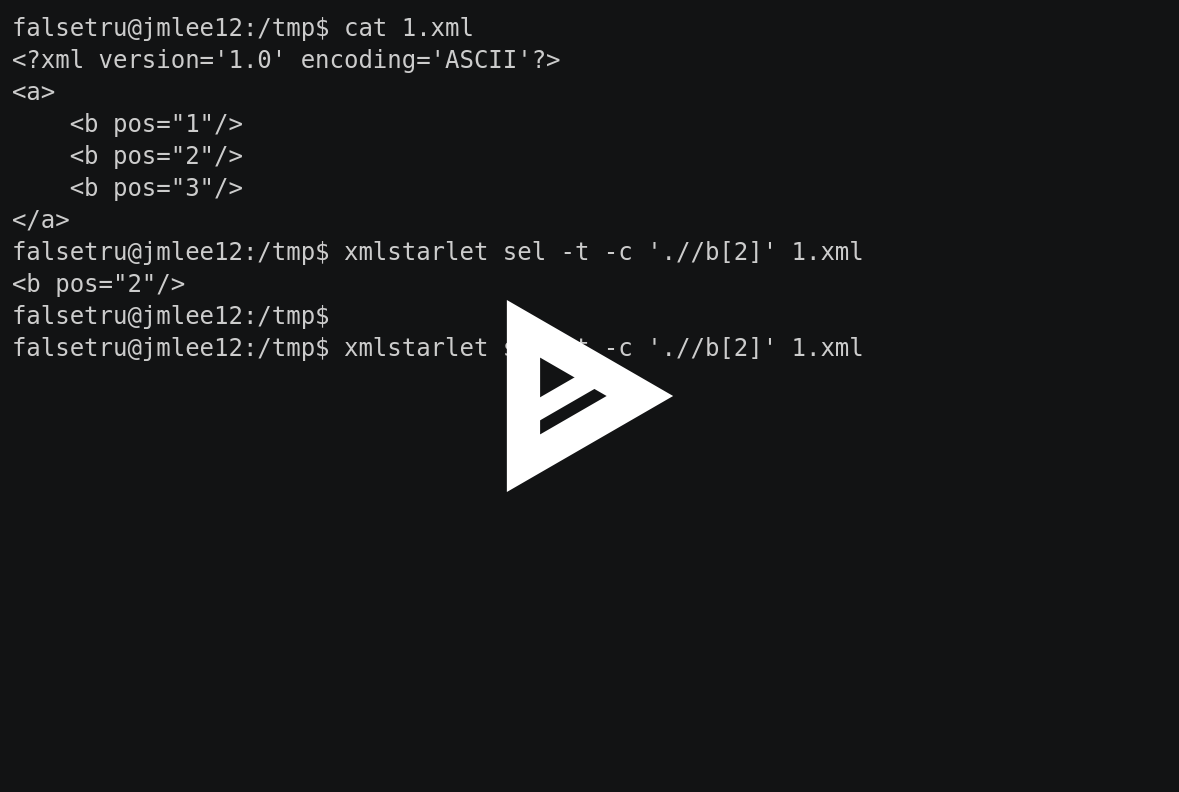 falsetru@jmlee12:/tmp$ cat 1.xml
<?xml version='1.0' encoding='ASCII'?>
<a>
    <b pos="1"/>
    <b pos="2"/>
    <b pos="3"/>
</a>
falsetru@jmlee12:/tmp$ xmlstarlet sel -t -c './/b[2]' 1.xml
<b pos="2"/>
falsetru@jmlee12:/tmp$
falsetru@jmlee12:/tmp$ xmlstarlet -c './/b[2]' 1.xml